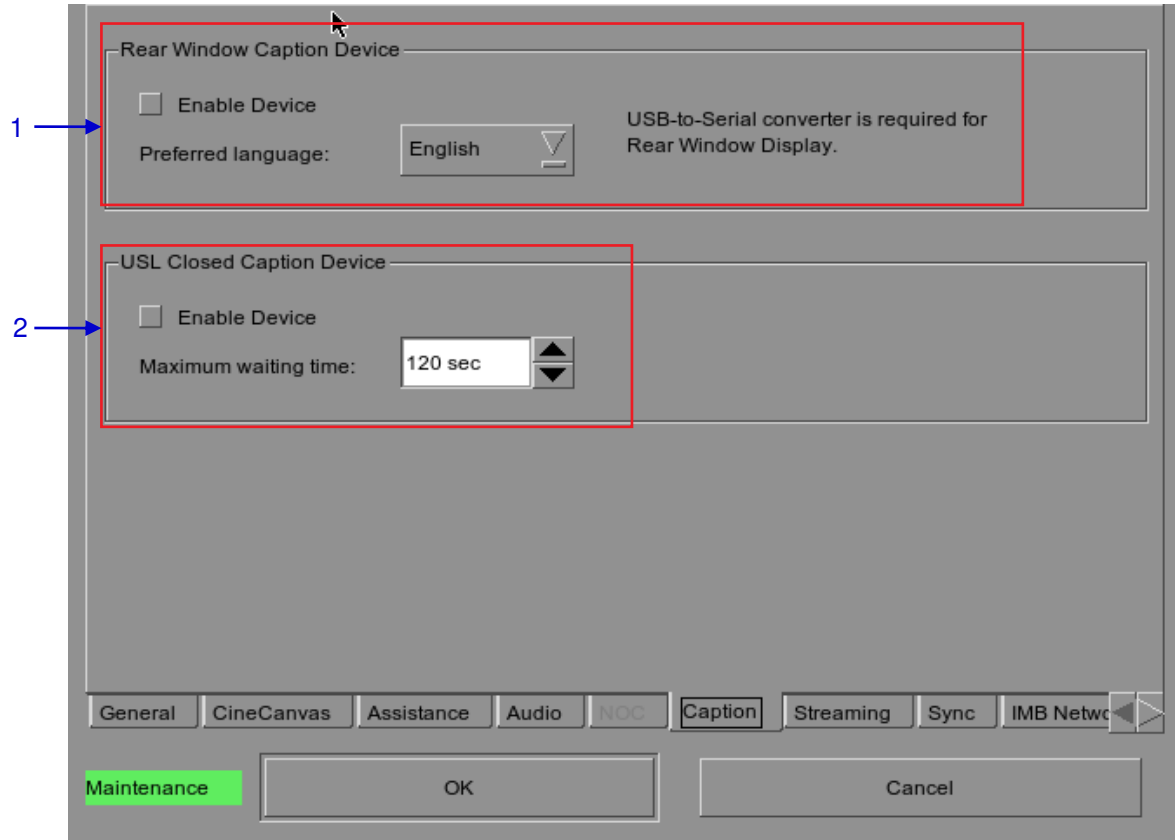 Rear Window Caption Device
1
Enable Device
Preferred language:
English
USB-to-Serial converter is required for
Rear Window Display.
USL Closed Caption Device
2
Enable Device
Maximum waiting time:
120 sec
General CineCanvas Assistance Audio NOC Caption Streaming Sync IMB Netwo
Maintenance OK Cancel